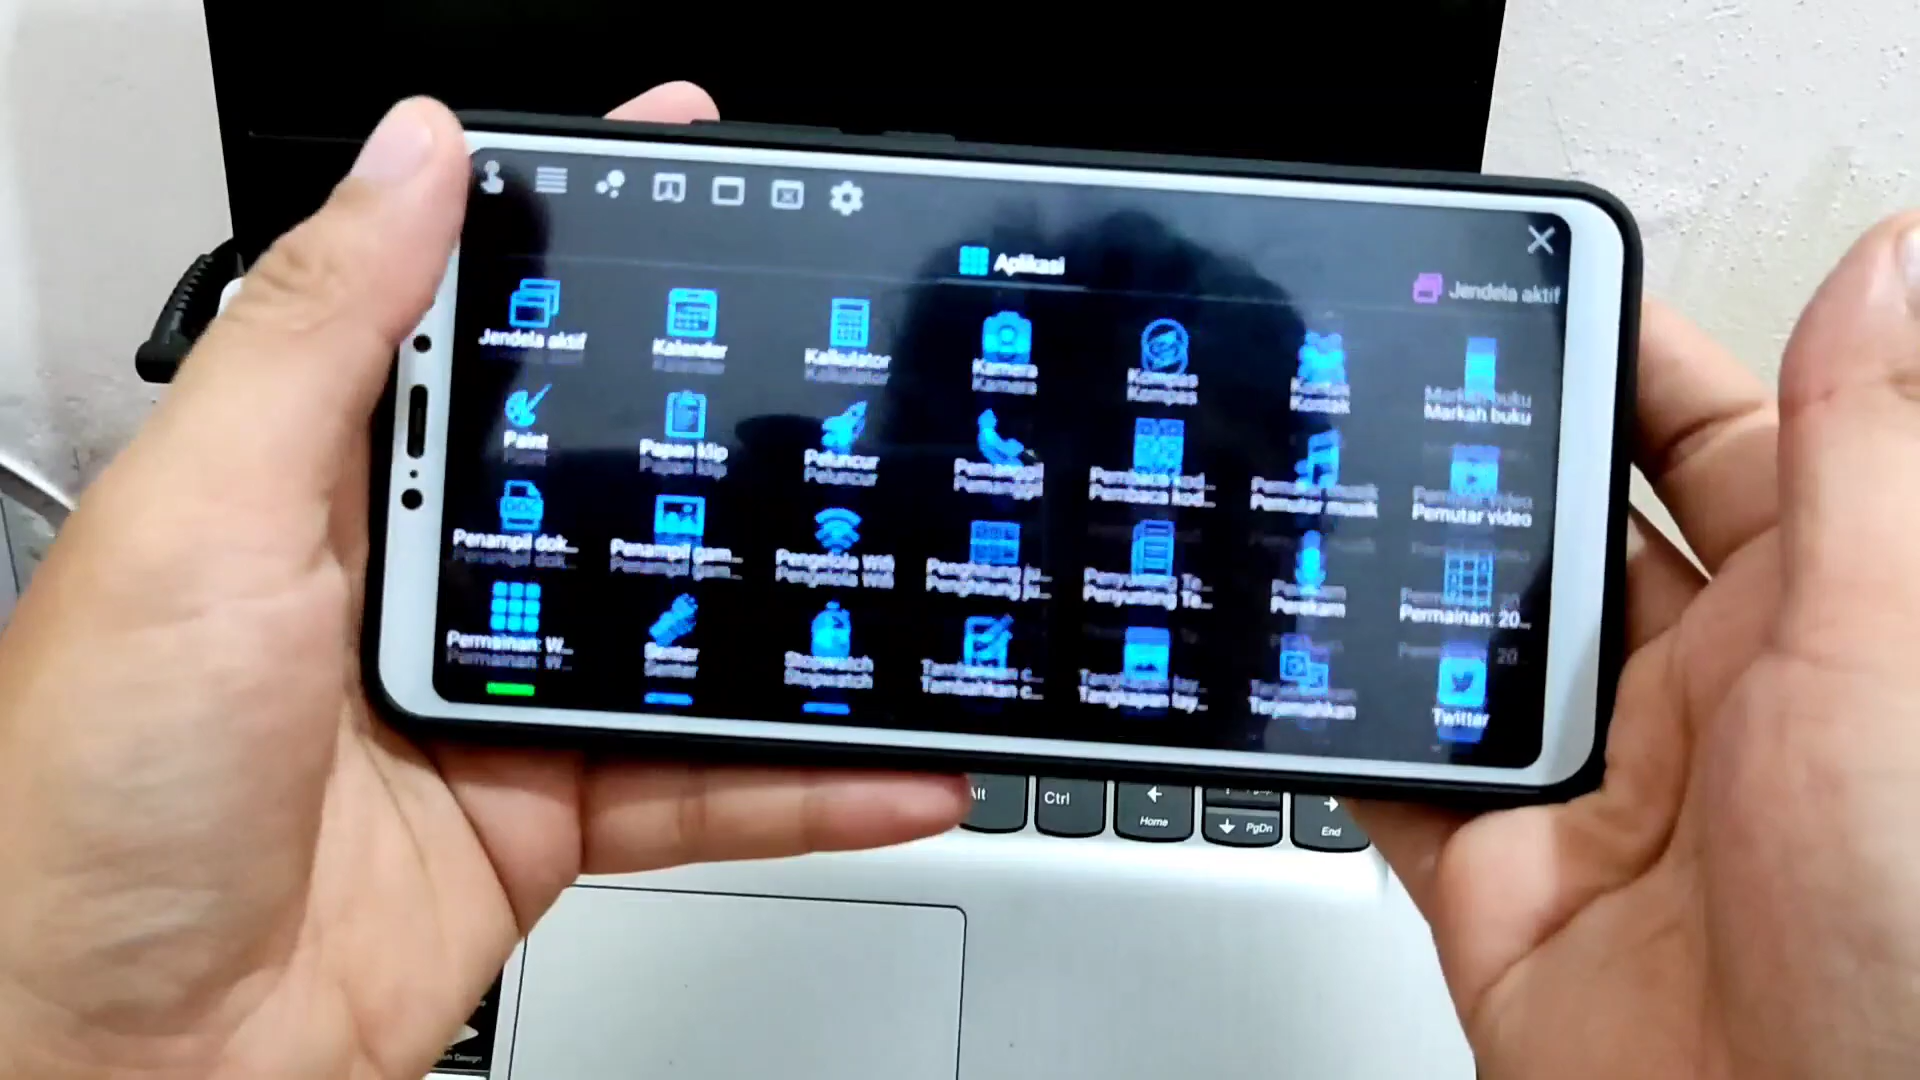 Aplikasi
Jendela aktif
Jendela aktif
Kalender
Kalkulator
Kamera
Kompas
Kontak
Markah buku
Paint
Papan klip
Peluncur
Pemanggil
Pembaca kod...
Pemutar musik
Pemutar video
Penampil dok...
Penampil gam...
Pengelola Wifi
Penghitung ju...
Penyunting Te...
Perekam
Permainan: 20...
Permainan: W...
Senter
Stopwatch
Tambahkan c...
Tangkapan lay...
Terjemahkan
Twitter
Alt
Ctrl
Home
PgDn
End